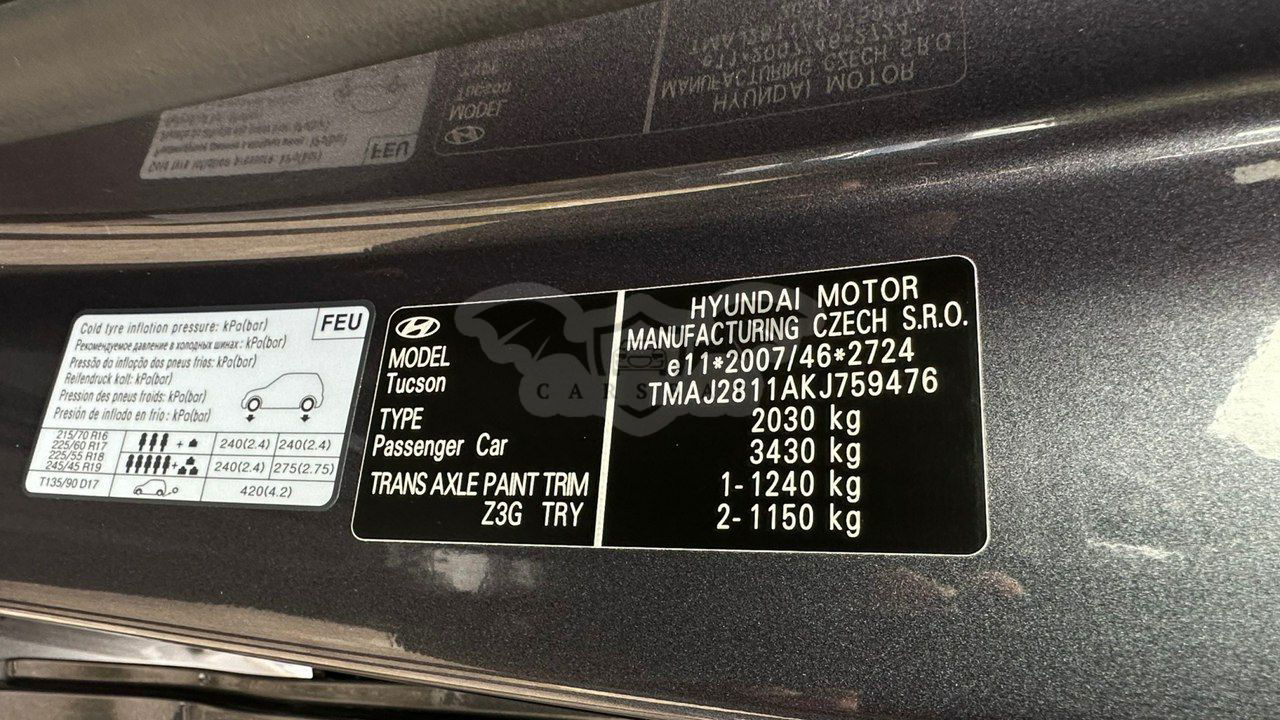 Cold tyre inflation pressure: kPa(bar) FEU
Рекомендуемое давление в холодных шинах: kPa(bar)
Pressão da inflação dos pneus frios: kPa(bar)
Reifendruck kalt: kPa(bar)
Pression des pneus froids: kPa(bar)
Presión de inflado en frío: kPa(bar)
215/70 R16
225/60 R17
225/55 R18
245/45 R19
+ 240(2.4) 240(2.4)
+ 240(2.4) 275(2.75)
T135/90 D17 420(4.2)
MODEL
Tucson
TYPE
Passenger Car
TRANS AXLE PAINT TRIM
Z3G TRY
HYUNDAI MOTOR
MANUFACTURING CZECH S.R.O.
e11*2007/46*2724
TMAJ2811AKJ759476
2030 kg
3430 kg
1-1240 kg
2-1150 kg